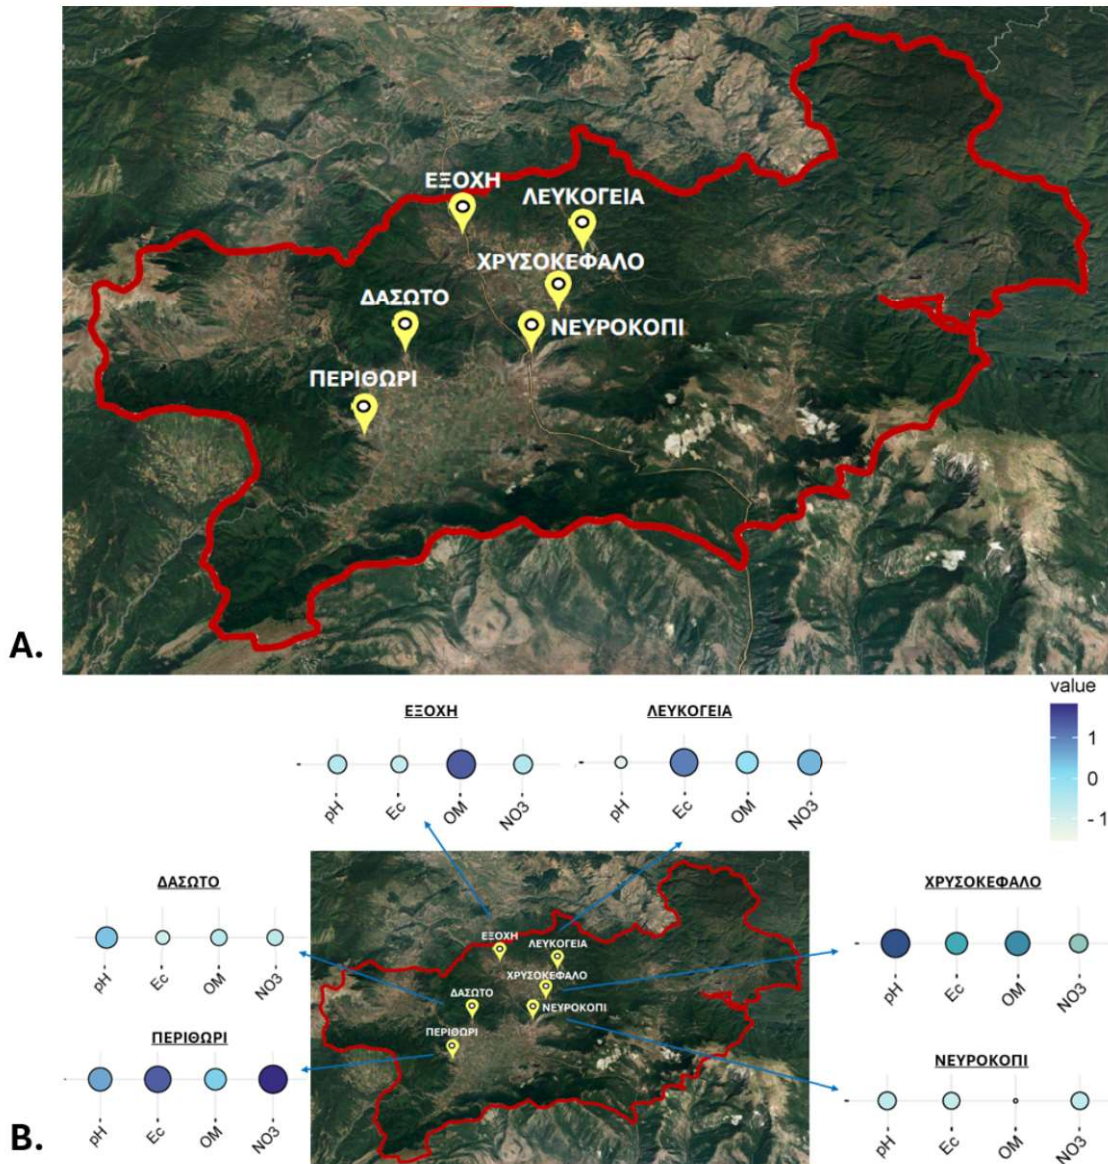 ΕΞΟΧΗ
ΛΕΥΚΟΓΕΙΑ
ΧΡΥΣΟΚΕΦΑΛΟ
ΔΑΣΩΤΟ
ΝΕΥΡΟΚΟΠΙ
ΠΕΡΙΘΩΡΙ
A.
value
1
0
-1
ΕΞΟΧΗ
pH Ec OM NO3
ΛΕΥΚΟΓΕΙΑ
pH Ec OM NO3
ΔΑΣΩΤΟ
pH Ec OM NO3
ΧΡΥΣΟΚΕΦΑΛΟ
pH Ec OM NO3
ΕΞΟΧΗ
ΛΕΥΚΟΓΕΙΑ
ΧΡΥΣΟΚΕΦΑΛΟ
ΔΑΣΩΤΟ
ΝΕΥΡΟΚΟΠΙ
ΠΕΡΙΘΩΡΙ
ΠΕΡΙΘΩΡΙ
pH Ec OM NO3
ΝΕΥΡΟΚΟΠΙ
pH Ec OM NO3
B.